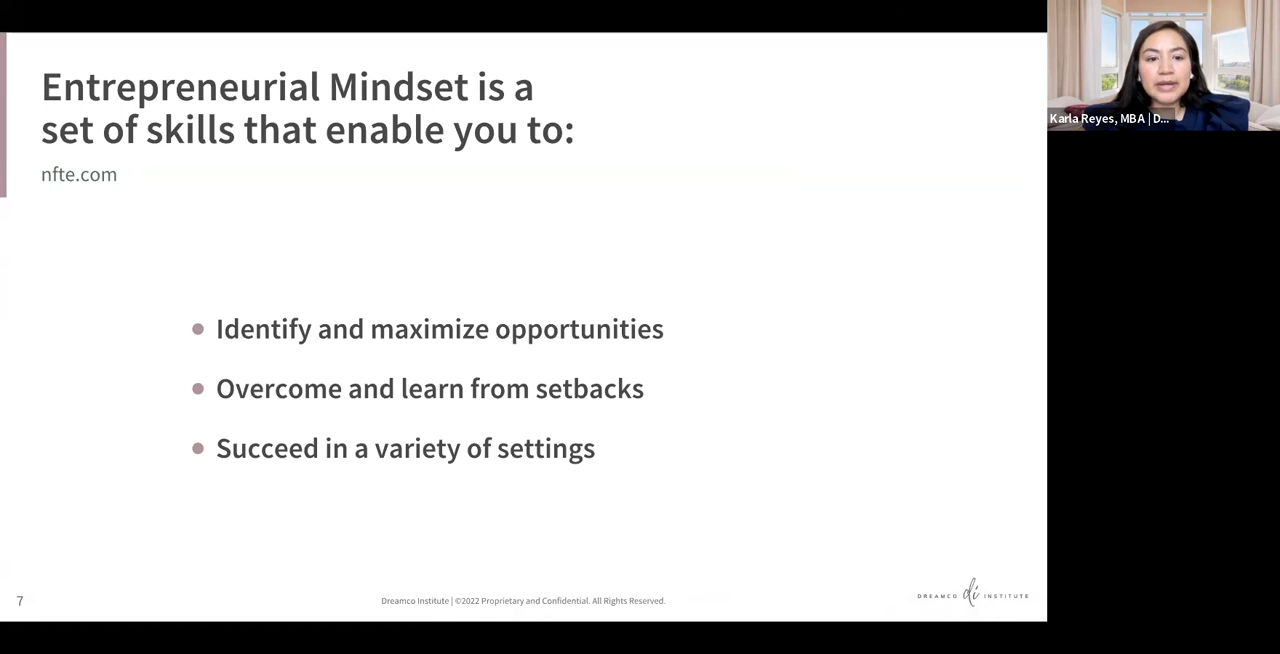 Entrepreneurial Mindset is a
set of skills that enable you to:
nfte.com
Identify and maximize opportunities
Overcome and learn from setbacks
Succeed in a variety of settings
7
Dreamco Institute | ©2022 Proprietary and Confidential. All Rights Reserved.
DREAMCO di INSTITUTE
Karla Reyes, MBA | D...